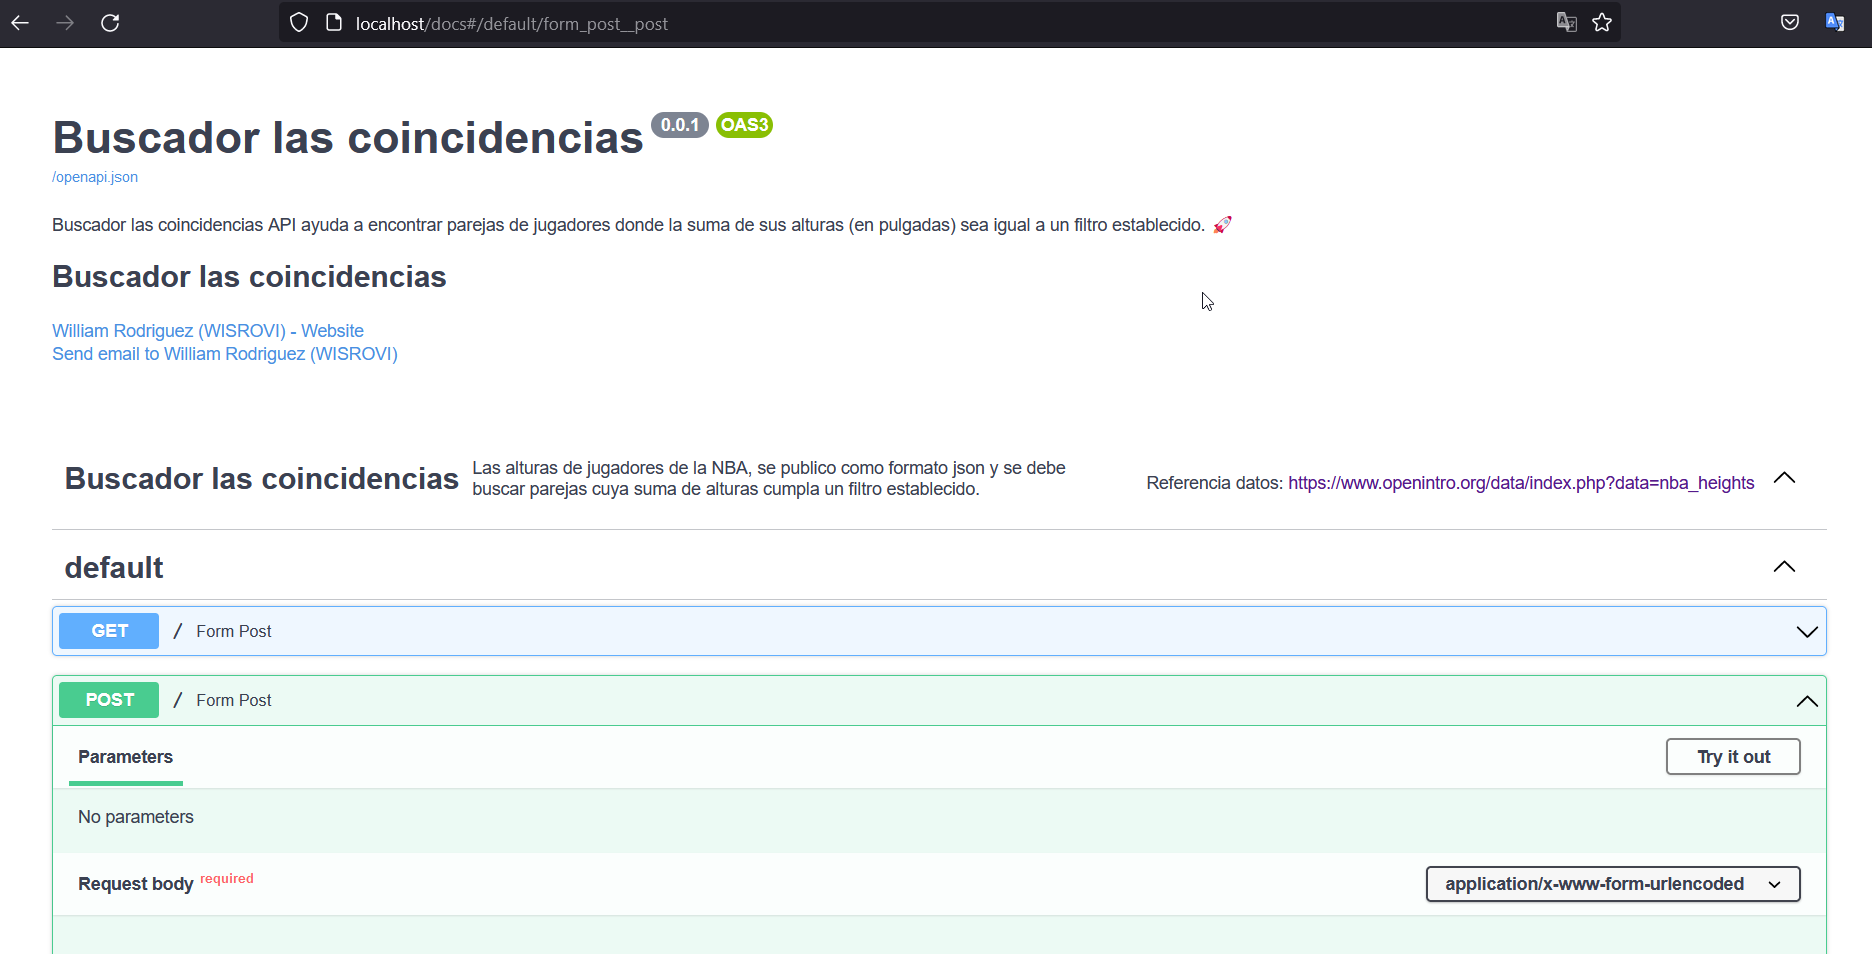 localhost/docs#/default/form_post__post
Buscador las coincidencias 0.0.1 OAS3
/openapi.json
Buscador las coincidencias API ayuda a encontrar parejas de jugadores donde la suma de sus alturas (en pulgadas) sea igual a un filtro establecido. 🚀
Buscador las coincidencias
William Rodriguez (WISROVI) - Website
Send email to William Rodriguez (WISROVI)
Buscador las coincidencias
Las alturas de jugadores de la NBA, se publico como formato json y se debe
buscar parejas cuya suma de alturas cumpla un filtro establecido.
Referencia datos: https://www.openintro.org/data/index.php?data=nba_heights
default
GET / Form Post
POST / Form Post
Parameters
Try it out
No parameters
Request body required
application/x-www-form-urlencoded